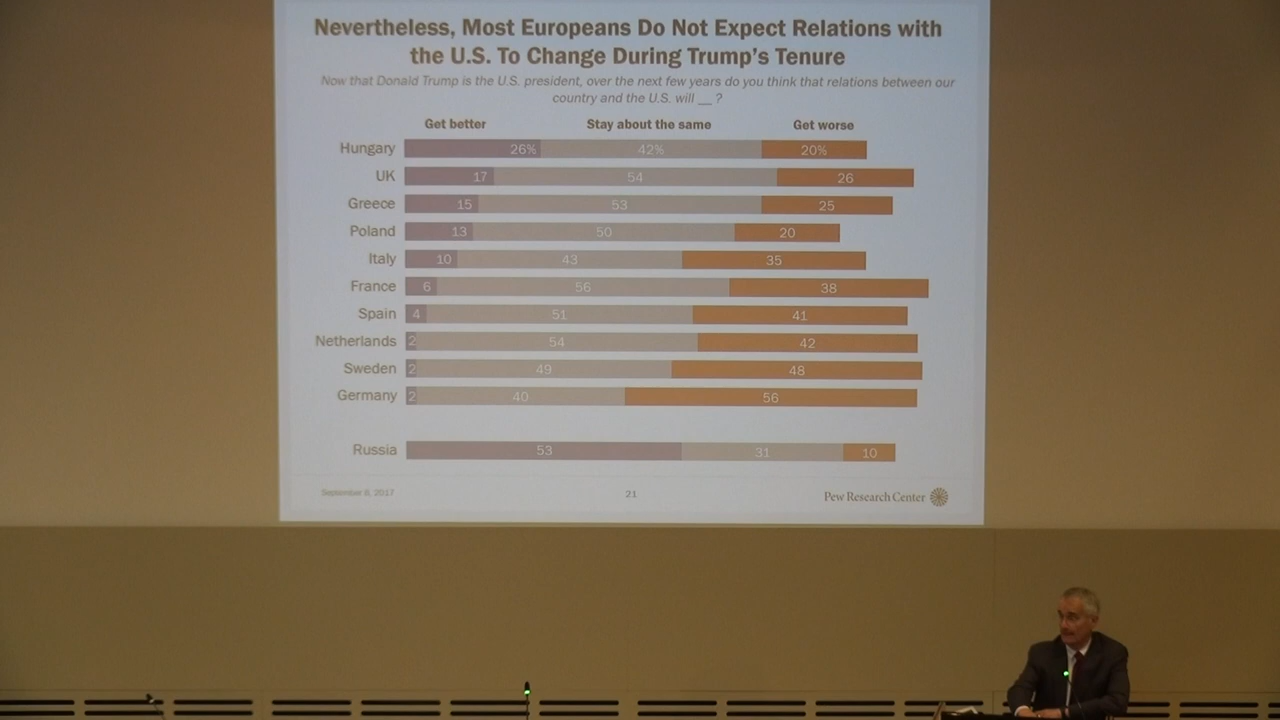 Nevertheless, Most Europeans Do Not Expect Relations with
the U.S. To Change During Trump's Tenure
Now that Donald Trump is the U.S. president, over the next few years do you think that relations between our
country and the U.S. will __ ?
Get better Stay about the same Get worse
Hungary 26% 42% 20%
UK 17 54 26
Greece 15 53 25
Poland 13 50 20
Italy 10 43 35
France 6 56 38
Spain 4 51 41
Netherlands 2 54 42
Sweden 2 49 48
Germany 2 40 56
Russia 53 31 10
September 8, 2017 21 Pew Research Center